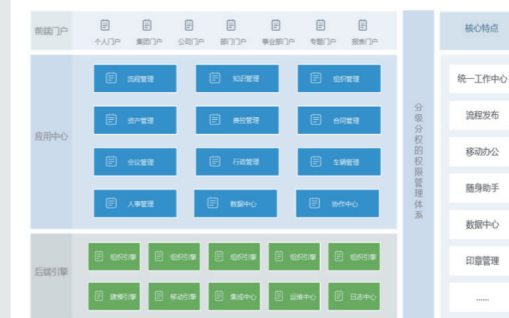 前端门户
个人门户 集团门户 公司门户 部门门户 事业部门户 专题门户 报表门户
应用中心
流程管理 知识管理 组织管理
资产管理 费控管理 合同管理
会议管理 行政管理 车辆管理
人事管理 数据中心 协作中心
后端引擎
组织引擎 组织引擎 组织引擎 组织引擎 组织引擎
建模引擎 移动引擎 集成中心 运维中心 日志中心
分级分权的权限管理体系
核心特点
统一工作中心
流程发布
移动办公
随身助手
数据中心
印章管理
......